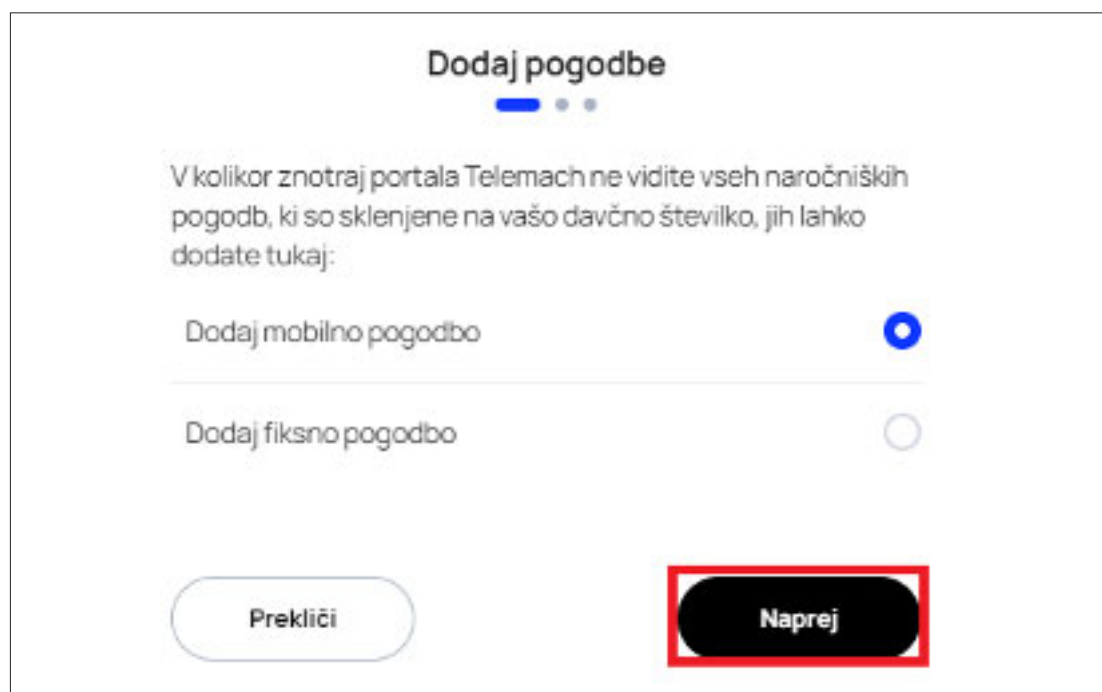 Dodaj pogodbe
V kolikor znotraj portala Telemach ne vidite vseh naročniških
pogodb, ki so sklenjene na vašo davčno številko, jih lahko
dodate tukaj:
Dodaj mobilno pogodbo
Dodaj fiksno pogodbo
Prekliči
Naprej